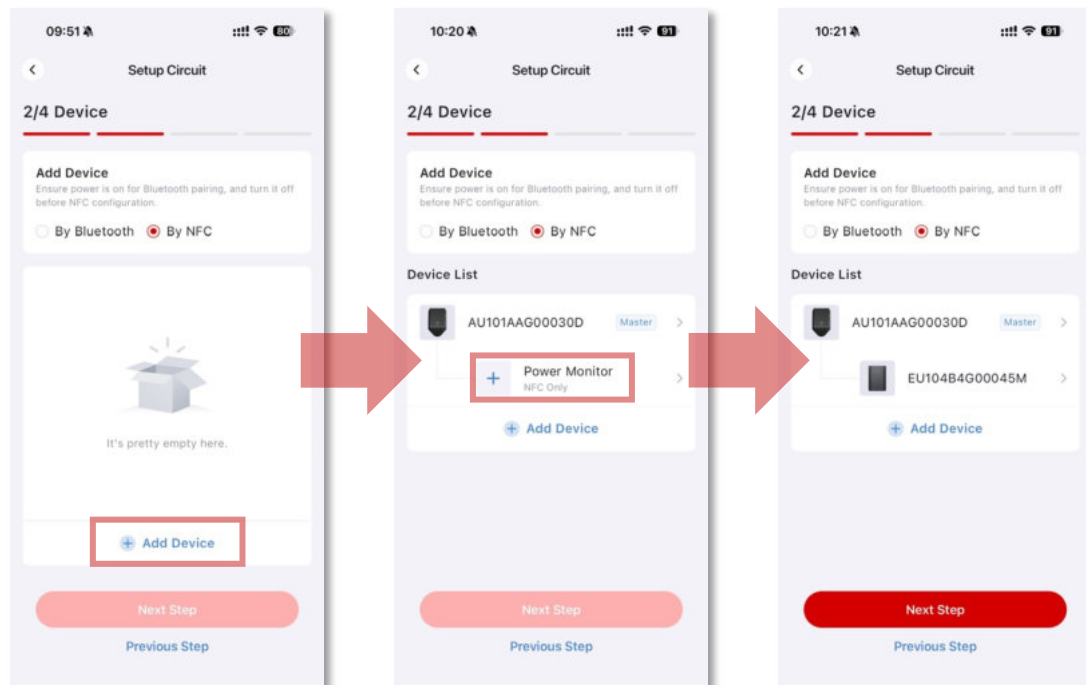 09:51
80
Setup Circuit
2/4 Device
Add Device
Ensure power is on for Bluetooth pairing, and turn it off
before NFC configuration.
By Bluetooth
By NFC
It's pretty empty here.
Add Device
Next Step
Previous Step
10:20
91
Setup Circuit
2/4 Device
Add Device
Ensure power is on for Bluetooth pairing, and turn it off
before NFC configuration.
By Bluetooth
By NFC
Device List
AU101AAG00030D
Master
Power Monitor
NFC Only
Add Device
Next Step
Previous Step
10:21
91
Setup Circuit
2/4 Device
Add Device
Ensure power is on for Bluetooth pairing, and turn it off
before NFC configuration.
By Bluetooth
By NFC
Device List
AU101AAG00030D
Master
EU104B4G00045M
Add Device
Next Step
Previous Step